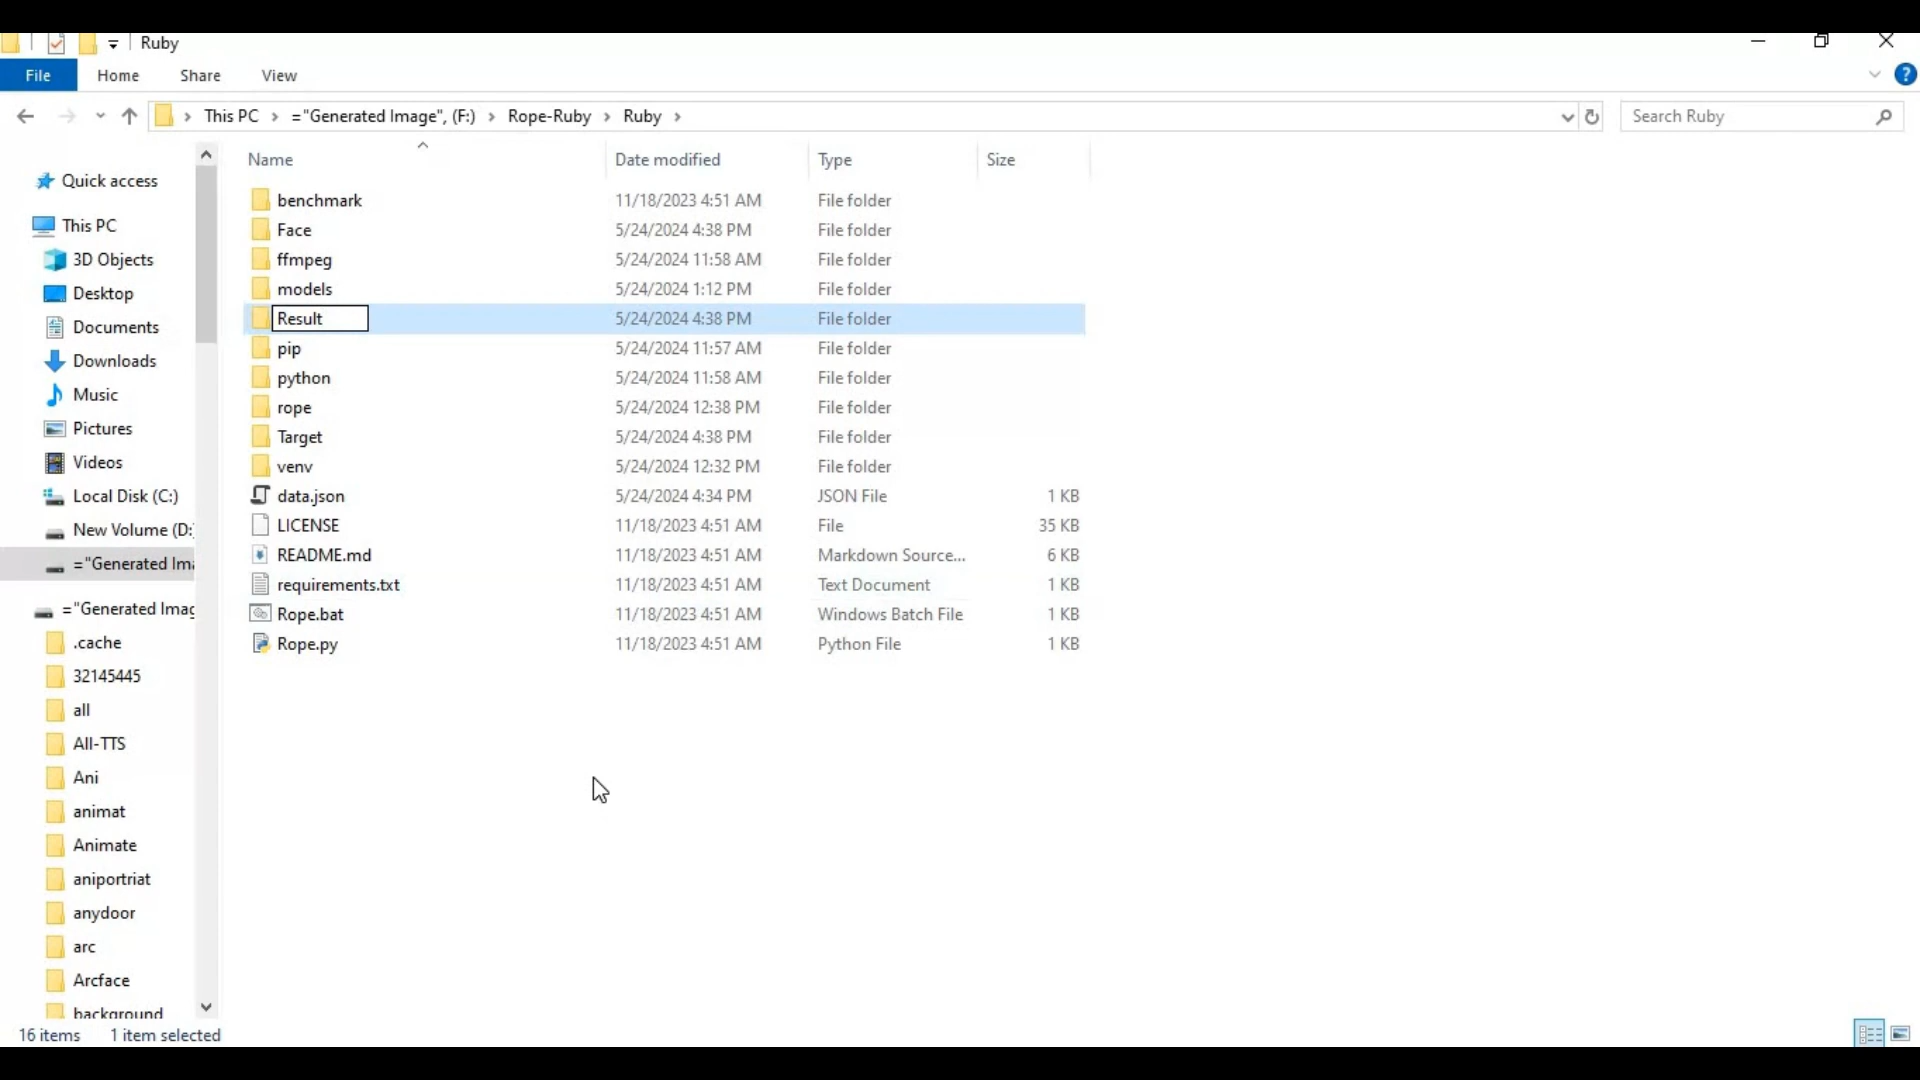 Ruby
File Home Share View
This PC > ="Generated Image", (F:) > Rope-Ruby > Ruby > Search Ruby
Name Date modified Type Size
Quick access
This PC
3D Objects
Desktop
Documents
Downloads
Music
Pictures
Videos
Local Disk (C:)
New Volume (D:
="Generated Ima
="Generated Imag
.cache
32145445
all
All-TTS
Ani
animat
Animate
aniportriat
anydoor
arc
Arcface
background
benchmark 11/18/2023 4:51 AM File folder
Face 5/24/2024 4:38 PM File folder
ffmpeg 5/24/2024 11:58 AM File folder
models 5/24/2024 1:12 PM File folder
Result 5/24/2024 4:38 PM File folder
pip 5/24/2024 11:57 AM File folder
python 5/24/2024 11:58 AM File folder
rope 5/24/2024 12:38 PM File folder
Target 5/24/2024 4:38 PM File folder
venv 5/24/2024 12:32 PM File folder
data.json 5/24/2024 4:34 PM JSON File 1 KB
LICENSE 11/18/2023 4:51 AM File 35 KB
README.md 11/18/2023 4:51 AM Markdown Source... 6 KB
requirements.txt 11/18/2023 4:51 AM Text Document 1 KB
Rope.bat 11/18/2023 4:51 AM Windows Batch File 1 KB
Rope.py 11/18/2023 4:51 AM Python File 1 KB
16 items 1 item selected